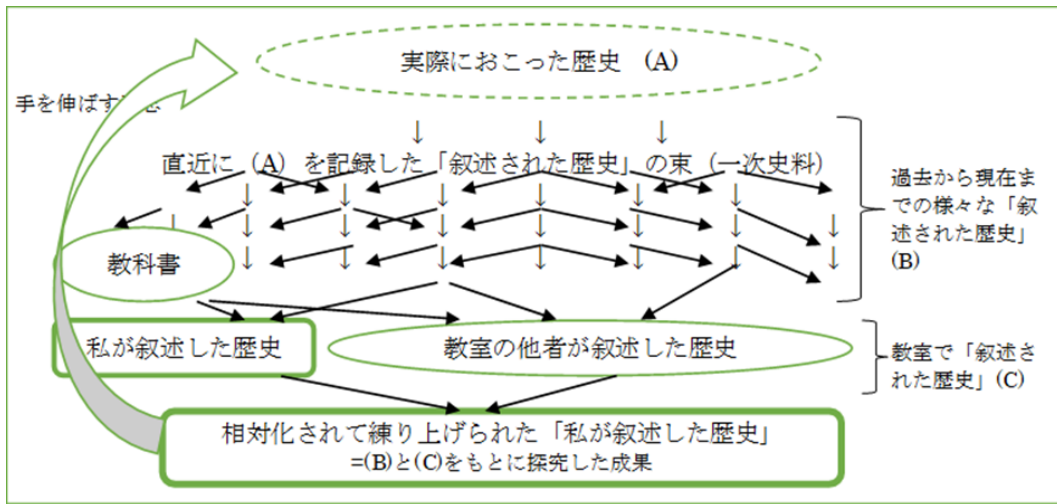 実際におこった歴史　(A)
手を伸ばす
直近に（A）を記録した「叙述された歴史」の束（一次史料）
過去から現在ま
での様々な「叙
述された歴史」
(B)
教科書
私が叙述した歴史
教室の他者が叙述した歴史
教室で「叙述さ
れた歴史」(C)
相対化されて練り上げられた「私が叙述した歴史」
=(B)と(C)をもとに探究した成果